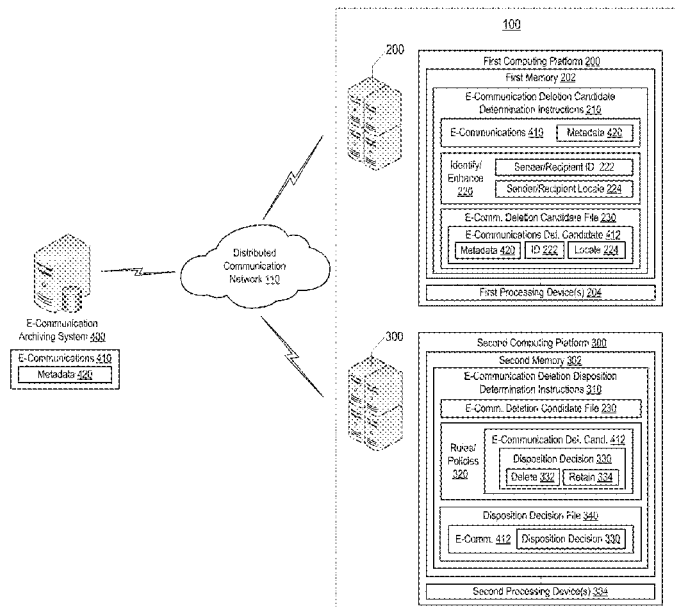 100
200
First Computing Platform 200
First Memory 202
E-Communication Deletion Candidate
Determination Instructions 210
E-Communications 410
Metadata 420
Identify/
Enhance
220
Sender/Recipient ID 222
Sender/Recipient Locale 224
E-Comm. Deletion Candidate File 230
E-Communications Del. Candidate 412
Metadata 420
ID 222
Locale 224
First Processing Device(s) 204
Distributed
Communication
Network 110
E-Communication
Archiving System 400
E-Communications 410
Metadata 420
300
Second Computing Platform 300
Second Memory 302
E-Communication Deletion Disposition
Determination Instructions 310
E-Comm. Deletion Candidate File 230
Rules/
Policies
320
E-Communication Del. Cand. 412
Disposition Decision 330
Delete 332
Retain 334
Disposition Decision File 340
E-Comm. 412
Disposition Decision 330
Second Processing Device(s) 304